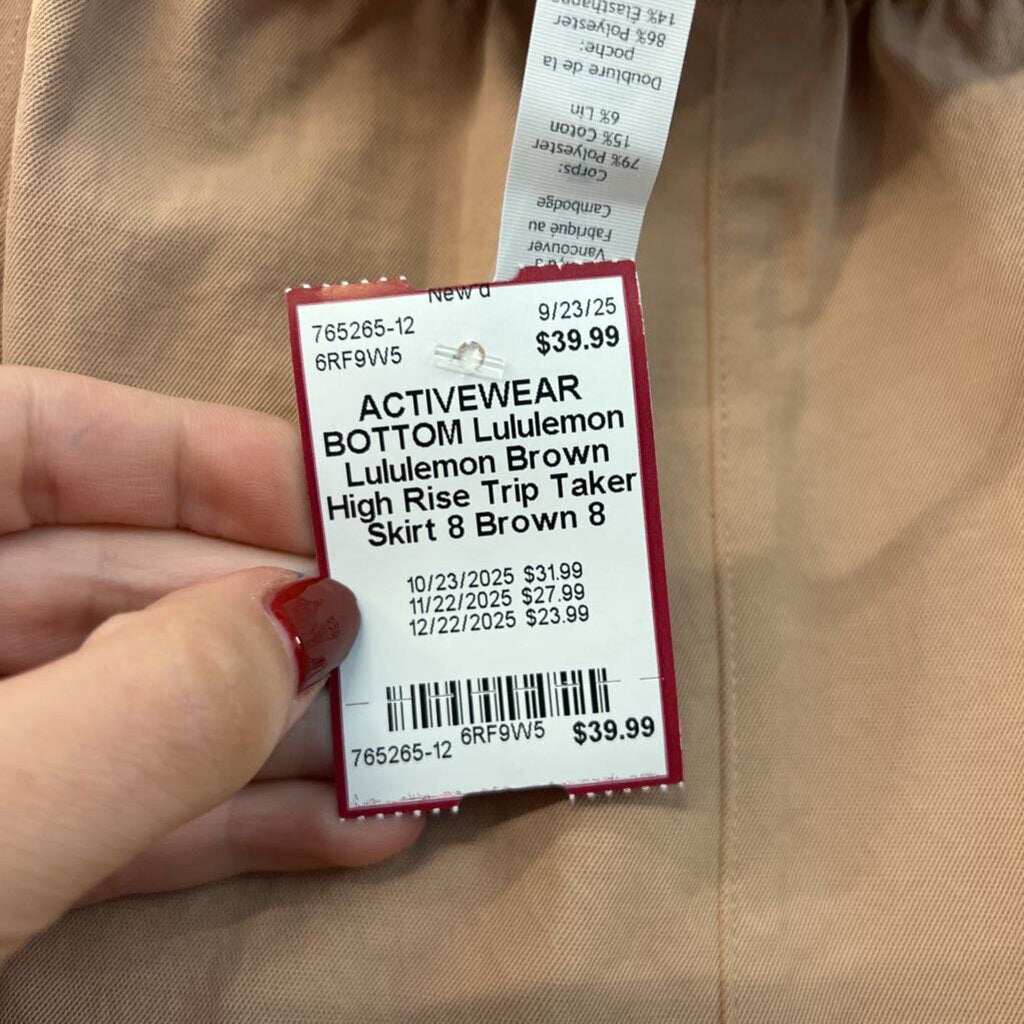 New d
765265-12
9/23/25
6RF9W5
$39.99
ACTIVEWEAR
BOTTOM Lululemon
Lululemon Brown
High Rise Trip Taker
Skirt 8 Brown 8
10/23/2025 $31.99
11/22/2025 $27.99
12/22/2025 $23.99
6RF9W5
$39.99
765265-12
Vancouver
Fabriqué au
Cambodge
Corps:
79% Polyester
15% Coton
6% Lin
Doublure de la
poche:
86% Polyester
14% Elasthanne